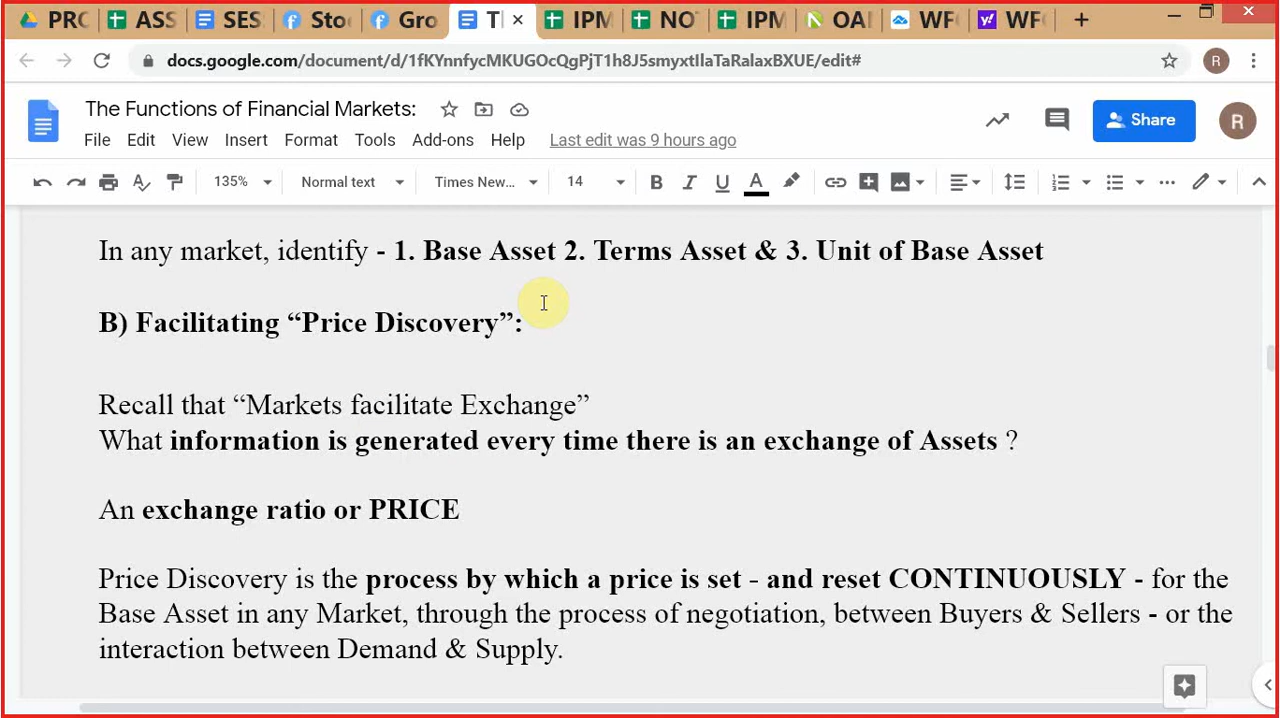 PRC ASS SES Sto Gro T IPM NO IPM OAI WF WF
docs.google.com/document/d/1fKYnnfycMKUGOcQgPjT1h8J5smyxtIlaTaRalaxBXUE/edit# R
The Functions of Financial Markets:
File Edit View Insert Format Tools Add-ons Help Last edit was 9 hours ago Share R
135% Normal text Times New... 14 B I U A
In any market, identify - 1. Base Asset 2. Terms Asset & 3. Unit of Base Asset
B) Facilitating “Price Discovery”:
Recall that “Markets facilitate Exchange”
What information is generated every time there is an exchange of Assets ?
An exchange ratio or PRICE
Price Discovery is the process by which a price is set - and reset CONTINUOUSLY - for the
Base Asset in any Market, through the process of negotiation, between Buyers & Sellers - or the
interaction between Demand & Supply.